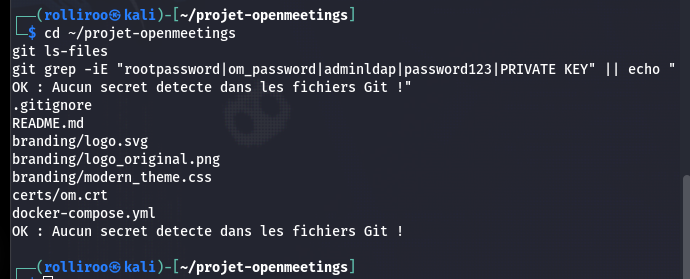 ┌──(rolliroo㉿kali)-[~/projet-openmeetings]
└─$ cd ~/projet-openmeetings
git ls-files
git grep -iE "rootpassword|om_password|adminldap|password123|PRIVATE KEY" || echo "
OK : Aucun secret detecte dans les fichiers Git !"
.gitignore
README.md
branding/logo.svg
branding/logo_original.png
branding/modern_theme.css
certs/om.crt
docker-compose.yml
OK : Aucun secret detecte dans les fichiers Git !
┌──(rolliroo㉿kali)-[~/projet-openmeetings]